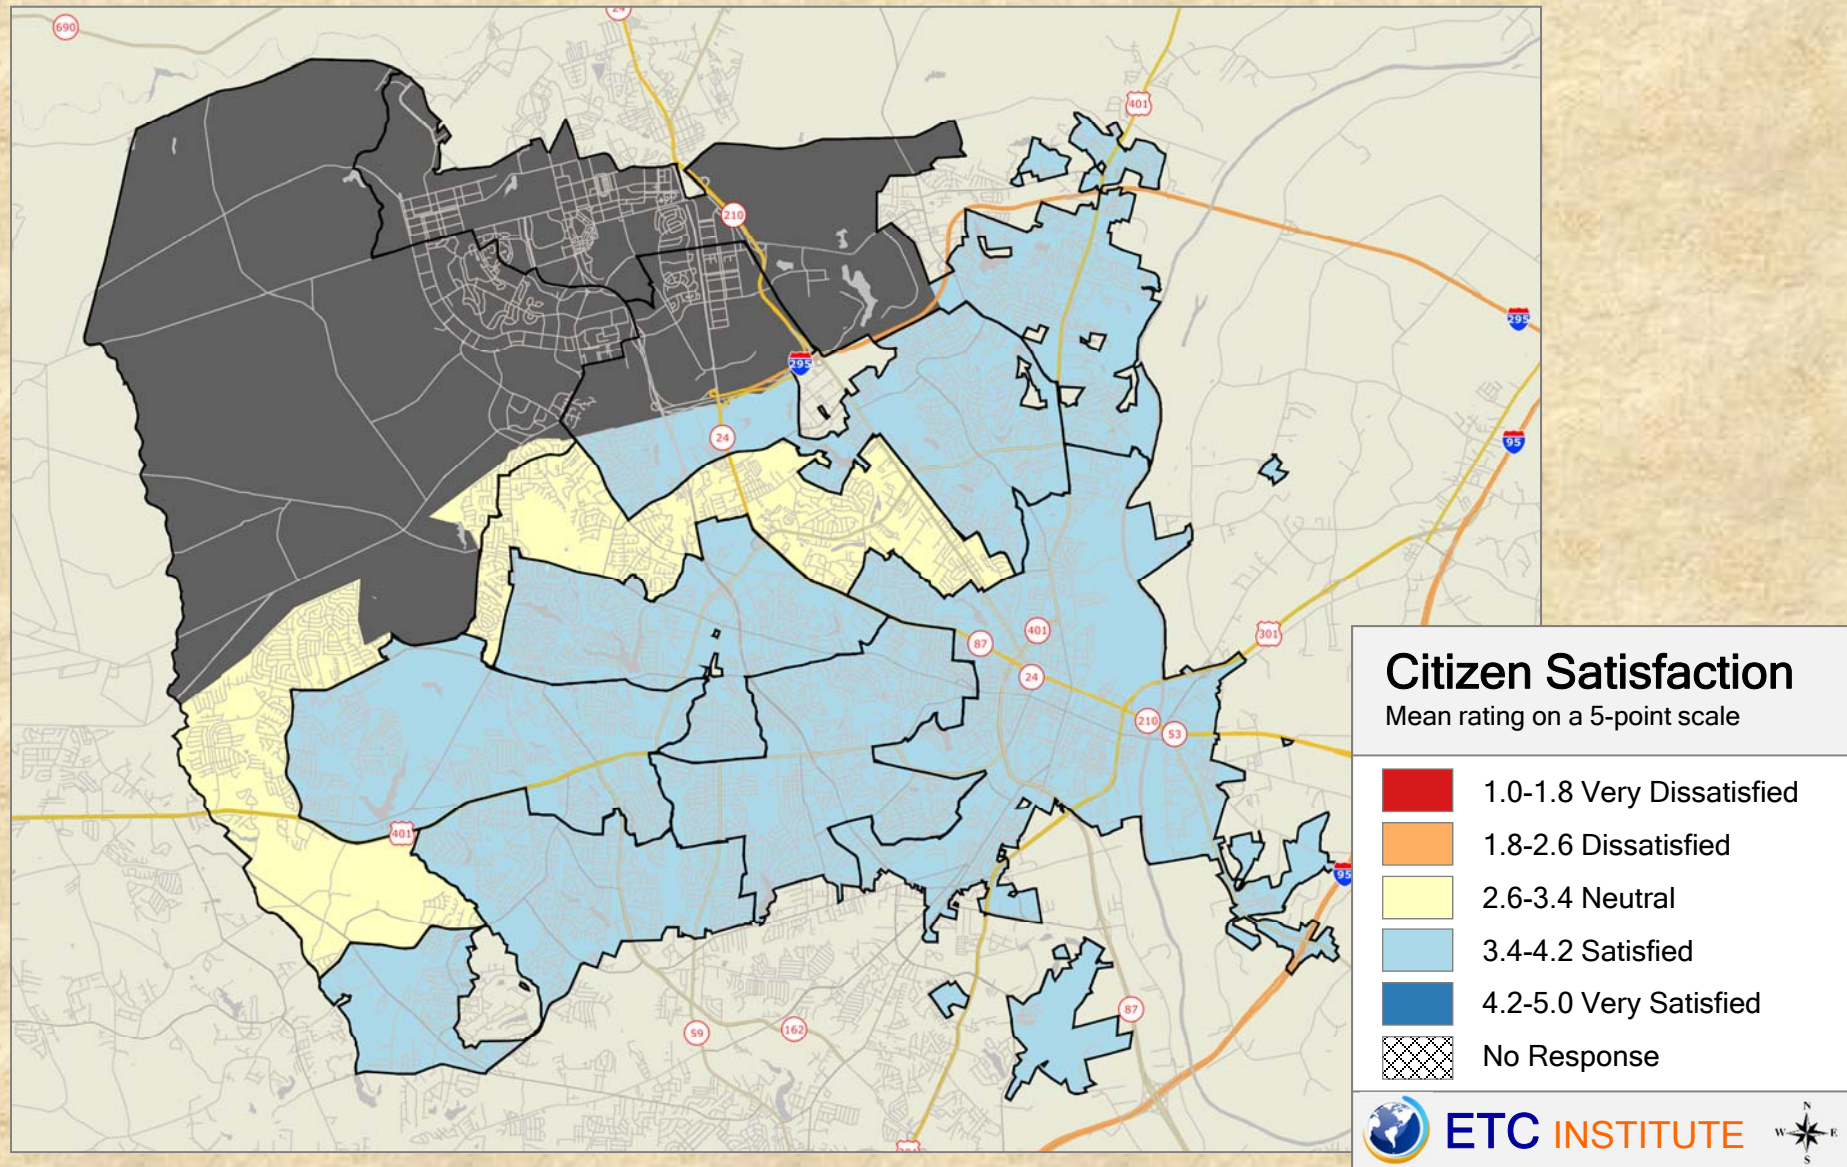 690
24
401
210
295
295
24
95
87
401
24
301
210
53
401
95
59
162
87
Citizen Satisfaction
Mean rating on a 5-point scale
1.0-1.8 Very Dissatisfied
1.8-2.6 Dissatisfied
2.6-3.4 Neutral
3.4-4.2 Satisfied
4.2-5.0 Very Satisfied
No Response
ETC INSTITUTE
N
W E
S